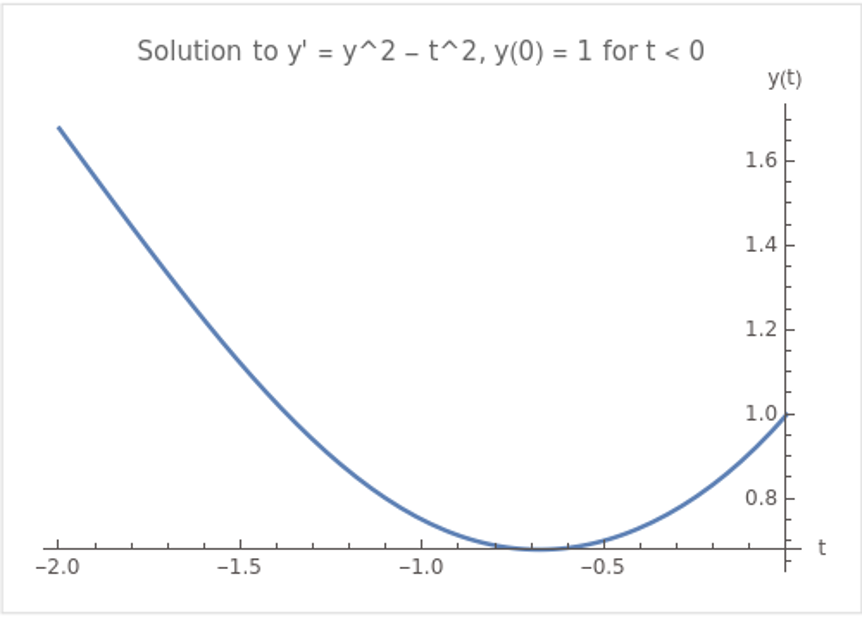 Solution to y' = y^2 − t^2, y(0) = 1 for t < 0
y(t)
1.6
1.4
1.2
1.0
0.8
t
−2.0 −1.5 −1.0 −0.5